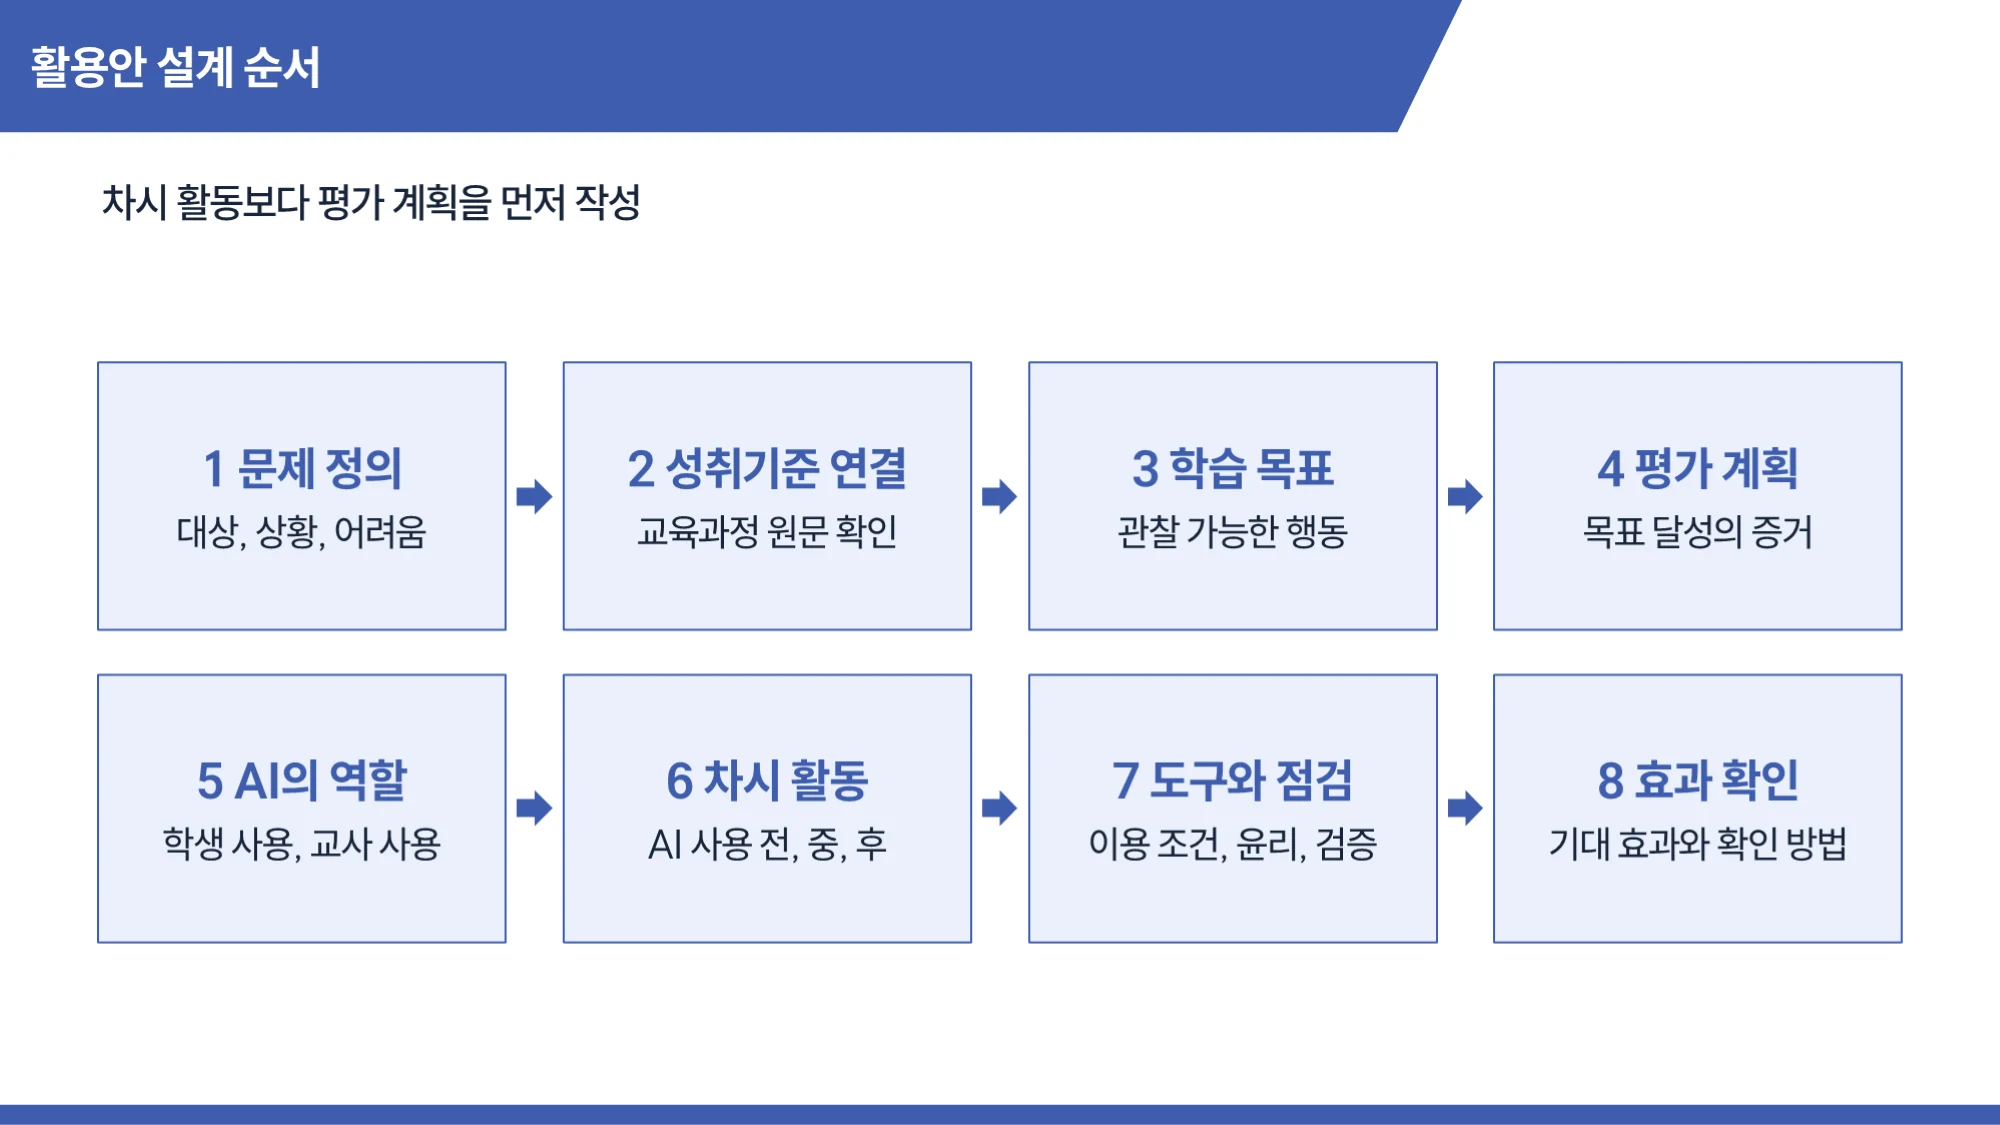 활용안 설계 순서
차시 활동보다 평가 계획을 먼저 작성
1 문제 정의
대상, 상황, 어려움
2 성취기준 연결
교육과정 원문 확인
3 학습 목표
관찰 가능한 행동
4 평가 계획
목표 달성의 증거
5 AI의 역할
학생 사용, 교사 사용
6 차시 활동
AI 사용 전, 중, 후
7 도구와 점검
이용 조건, 윤리, 검증
8 효과 확인
기대 효과와 확인 방법